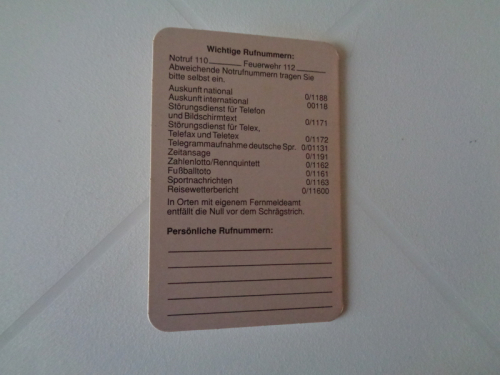 Wichtige Rufnummern:
Notruf 110 Feuerwehr 112
Abweichende Notrufnummern tragen Sie
bitte selbst ein.
Auskunft national 0/1188
Auskunft international 00118
Störungsdienst für Telefon
und Bildschirmtext 0/1171
Störungsdienst für Telex,
Telefax und Teletex 0/1172
Telegrammaufnahme deutsche Spr. 0/01131
Zeitansage 0/1191
Zahlenlotto/Rennquintett 0/1162
Fußballtoto 0/1161
Sportnachrichten 0/1163
Reisewetterbericht 0/11600
In Orten mit eigenem Fernmeldeamt
entfällt die Null vor dem Schrägstrich.
Persönliche Rufnummern: